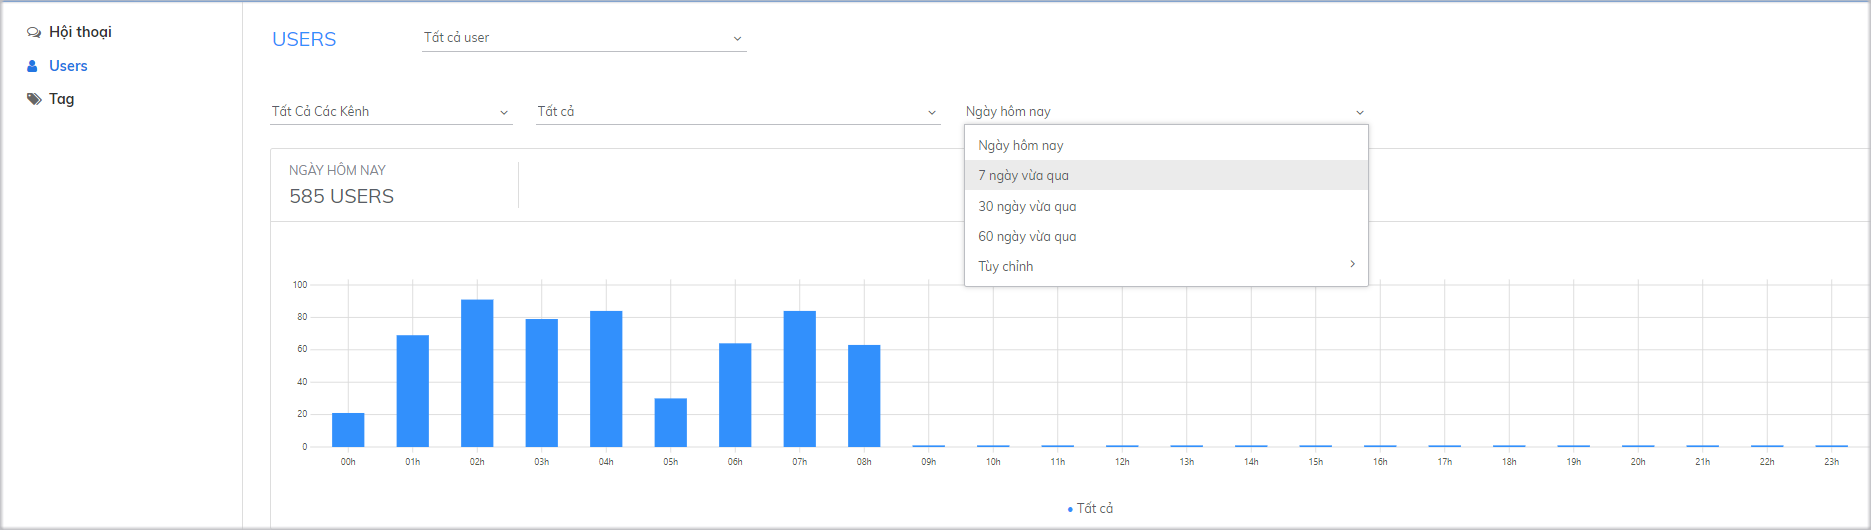 Hội thoại
Users
Tag
USERS
Tất cả user
Tất Cả Các Kênh
Tất cả
Ngày hôm nay
Ngày hôm nay
7 ngày vừa qua
30 ngày vừa qua
60 ngày vừa qua
Tùy chỉnh
NGÀY HÔM NAY
585 USERS
100
80
60
40
20
0
00h 01h 02h 03h 04h 05h 06h 07h 08h 09h 10h 11h 12h 13h 14h 15h 16h 17h 18h 19h 20h 21h 22h 23h
Tất cả